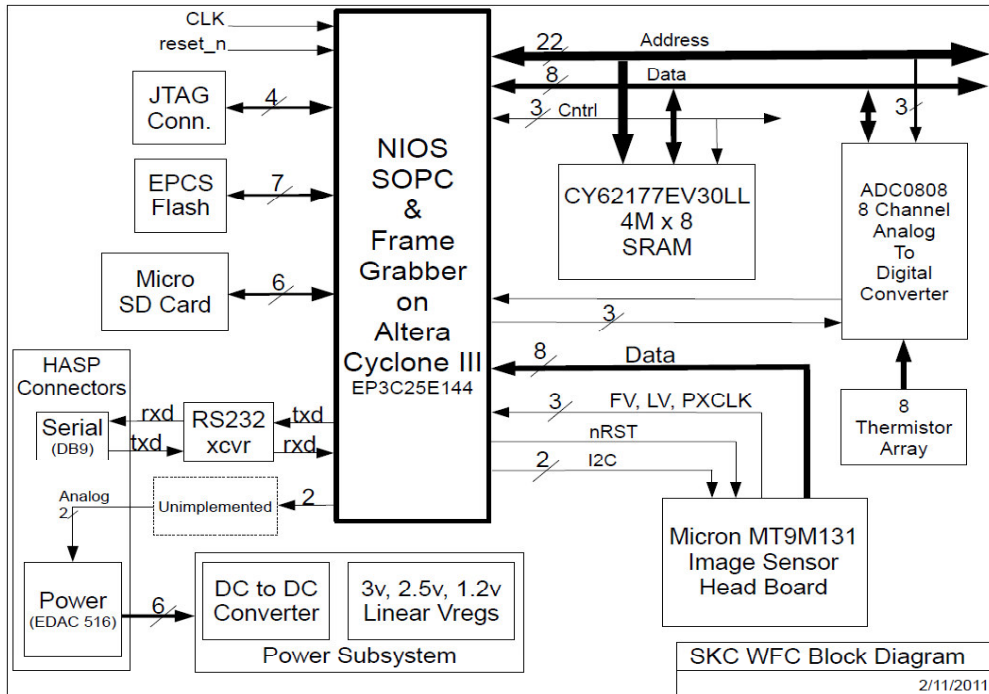 CLK
reset_n
22
Address
8
Data
3
Cntrl
3
JTAG
Conn.
4
EPCS
Flash
7
Micro
SD Card
6
NIOS
SOPC
&
Frame
Grabber
on
Altera
Cyclone III
EP3C25E144
CY62177EV30LL
4M x 8
SRAM
ADC0808
8 Channel
Analog
To
Digital
Converter
3
8
Data
3
FV, LV, PXCLK
nRST
2
I2C
8
Thermistor
Array
HASP
Connectors
Serial
(DB9)
rxd
txd
RS232
xcvr
txd
rxd
Analog
2
Unimplemented
2
Power
(EDAC 516)
6
DC to DC
Converter
3v, 2.5v, 1.2v
Linear Vregs
Power Subsystem
Micron MT9M131
Image Sensor
Head Board
SKC WFC Block Diagram
2/11/2011